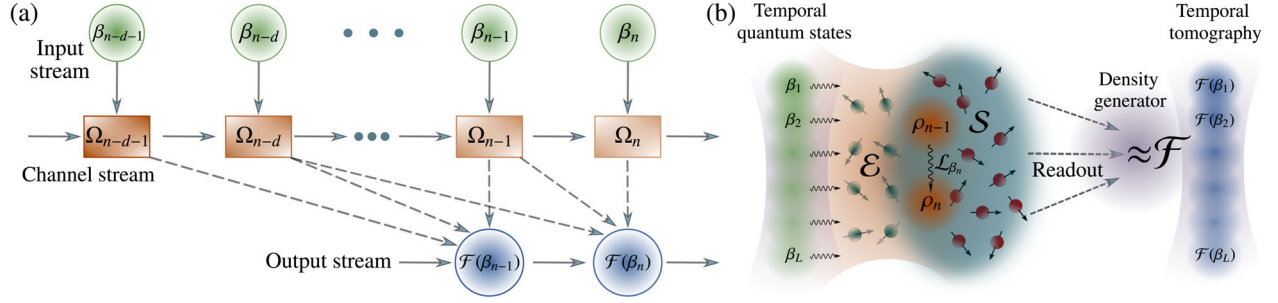 (a)
β_{n−d−1}
β_{n−d}
β_{n−1}
β_n
Input
stream
Ω_{n−d−1}
Ω_{n−d}
Ω_{n−1}
Ω_n
Channel stream
Output stream
ℱ(β_{n−1})
ℱ(β_n)
(b)
Temporal
quantum states
β_1
β_2
β_L
ℰ
ρ_{n−1}
ℒ_{β_n}
ρ_n
𝒮
Density
generator
≈ℱ
Readout
Temporal
tomography
ℱ(β_1)
ℱ(β_2)
ℱ(β_L)